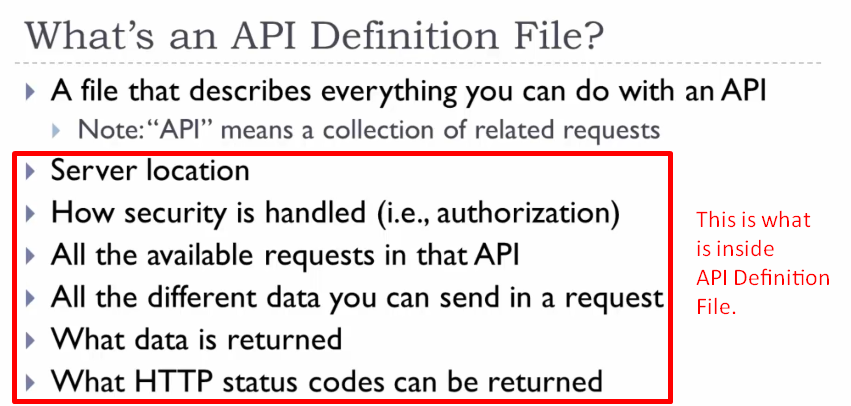 What's an API Definition File?
A file that describes everything you can do with an API
Note: "API" means a collection of related requests
Server location
How security is handled (i.e., authorization)
All the available requests in that API
All the different data you can send in a request
What data is returned
What HTTP status codes can be returned
This is what
is inside
API Definition
File.